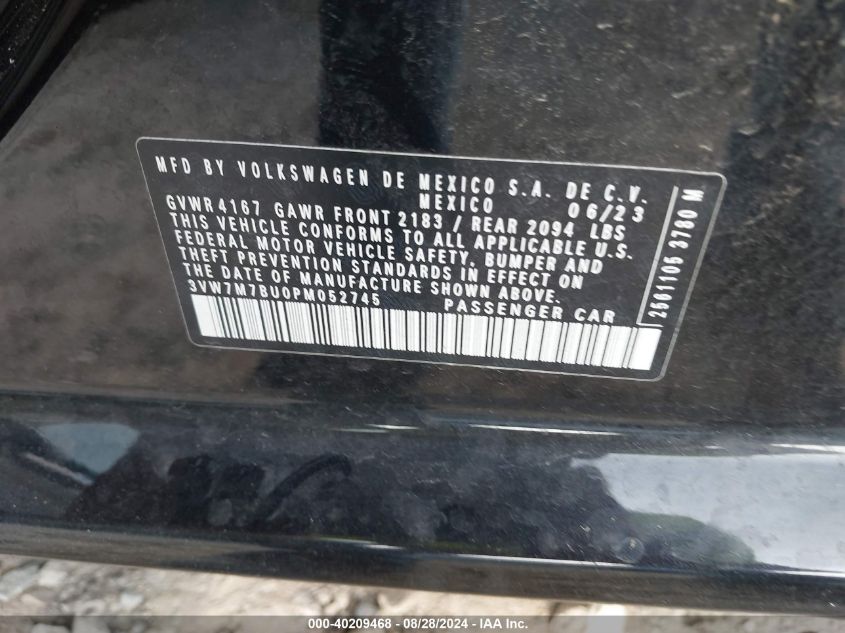 MFD BY VOLKSWAGEN DE MEXICO S.A. DE C.V.
MEXICO 06/23
GVWR 4167 GAWR FRONT 2183 / REAR 2094 LBS
THIS VEHICLE CONFORMS TO ALL APPLICABLE U.S.
FEDERAL MOTOR VEHICLE SAFETY, BUMPER AND
THEFT PREVENTION STANDARDS IN EFFECT ON
THE DATE OF MANUFACTURE SHOWN ABOVE.
3VW7M7BU0PM052745 PASSENGER CAR
2561105 3780 M
000-40209468 - 08/28/2024 - IAA Inc.